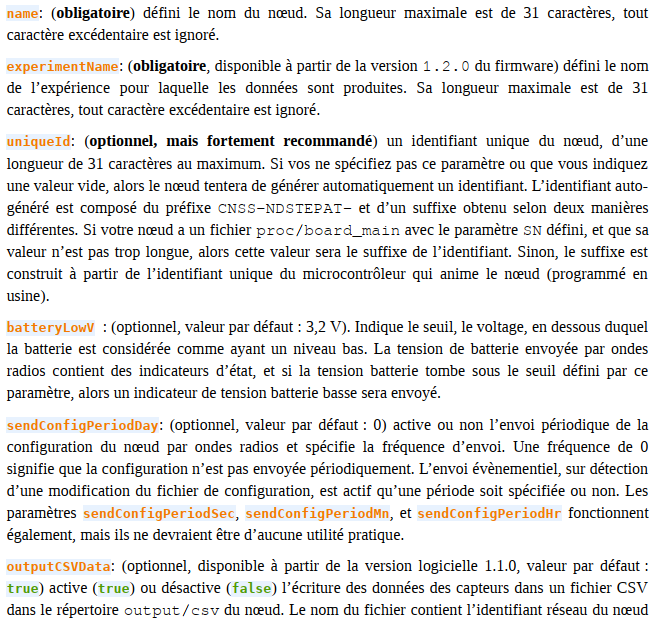 name: (obligatoire) défini le nom du nœud. Sa longueur maximale est de 31 caractères, tout
caractère excédentaire est ignoré.
experimentName: (obligatoire, disponible à partir de la version 1.2.0 du firmware) défini le nom
de l’expérience pour laquelle les données sont produites. Sa longueur maximale est de 31
caractères, tout caractère excédentaire est ignoré.
uniqueId: (optionnel, mais fortement recommandé) un identifiant unique du nœud, d’une
longueur de 31 caractères au maximum. Si vos ne spécifiez pas ce paramètre ou que vous indiquez
une valeur vide, alors le nœud tentera de générer automatiquement un identifiant. L’identifiant auto-
généré est composé du préfixe CNSS-NDSTEPAT- et d’un suffixe obtenu selon deux manières
différentes. Si votre nœud a un fichier proc/board_main avec le paramètre SN défini, et que sa
valeur n’est pas trop longue, alors cette valeur sera le suffixe de l’identifiant. Sinon, le suffixe est
construit à partir de l’identifiant unique du microcontrôleur qui anime le nœud (programmé en
usine).
batteryLowV : (optionnel, valeur par défaut : 3,2 V). Indique le seuil, le voltage, en dessous duquel
la batterie est considérée comme ayant un niveau bas. La tension de batterie envoyée par ondes
radios contient des indicateurs d’état, et si la tension batterie tombe sous le seuil défini par ce
paramètre, alors un indicateur de tension batterie basse sera envoyé.
sendConfigPeriodDay: (optionnel, valeur par défaut : 0) active ou non l’envoi périodique de la
configuration du nœud par ondes radios et spécifie la fréquence d’envoi. Une fréquence de 0
signifie que la configuration n’est pas envoyée périodiquement. L’envoi évènementiel, sur détection
d’une modification du fichier de configuration, est actif qu’une période soit spécifiée ou non. Les
paramètres sendConfigPeriodSec, sendConfigPeriodMn, et sendConfigPeriodHr fonctionnent
également, mais ils ne devraient être d’aucune utilité pratique.
outputCSVData: (optionnel, disponible à partir de la version logicielle 1.1.0, valeur par défaut :
true) active (true) ou désactive (false) l’écriture des données des capteurs dans un fichier CSV
dans le répertoire output/csv du nœud. Le nom du fichier contient l’identifiant réseau du nœud